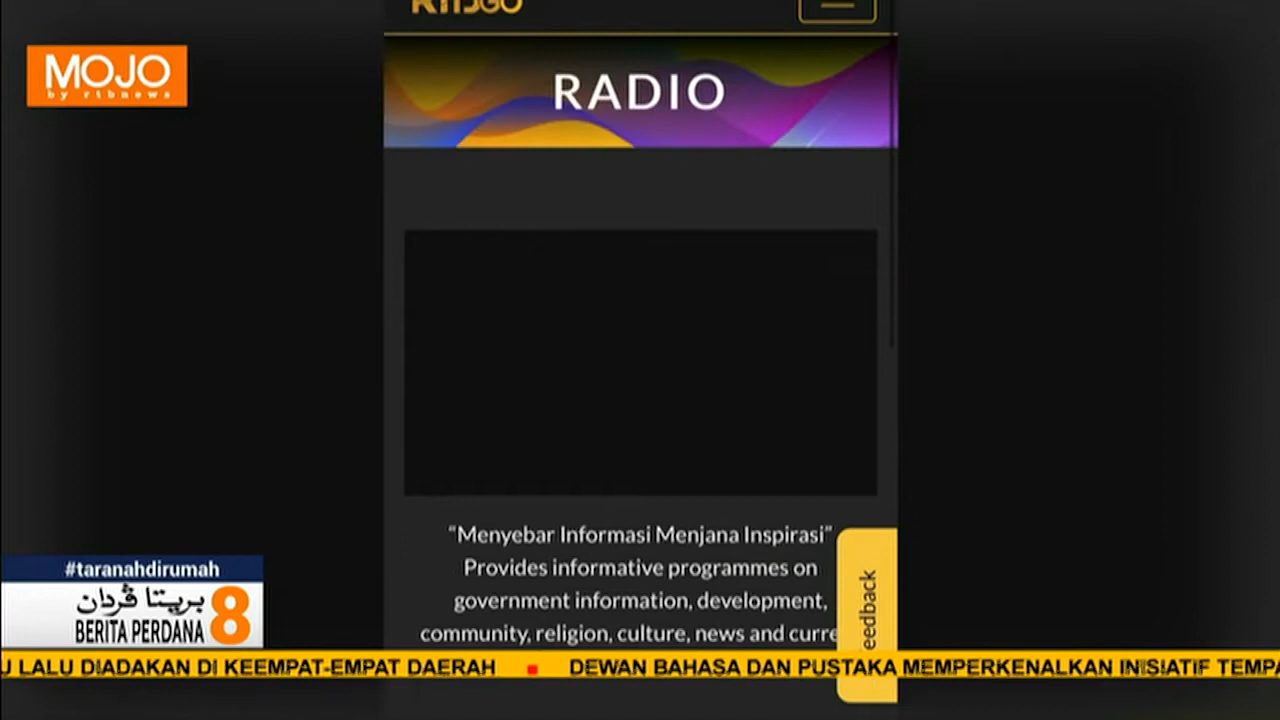 RTBGO
MOJO
by rtbnews
RADIO
“Menyebar Informasi Menjana Inspirasi”
Provides informative programmes on
government information, development,
community, religion, culture, news and curre
eedback
#taranahdirumah
بريتا ڤردان
BERITA PERDANA 8
U LALU DIADAKAN DI KEEMPAT-EMPAT DAERAH ▪ DEWAN BAHASA DAN PUSTAKA MEMPERKENALKAN INISIATIF TEMPA